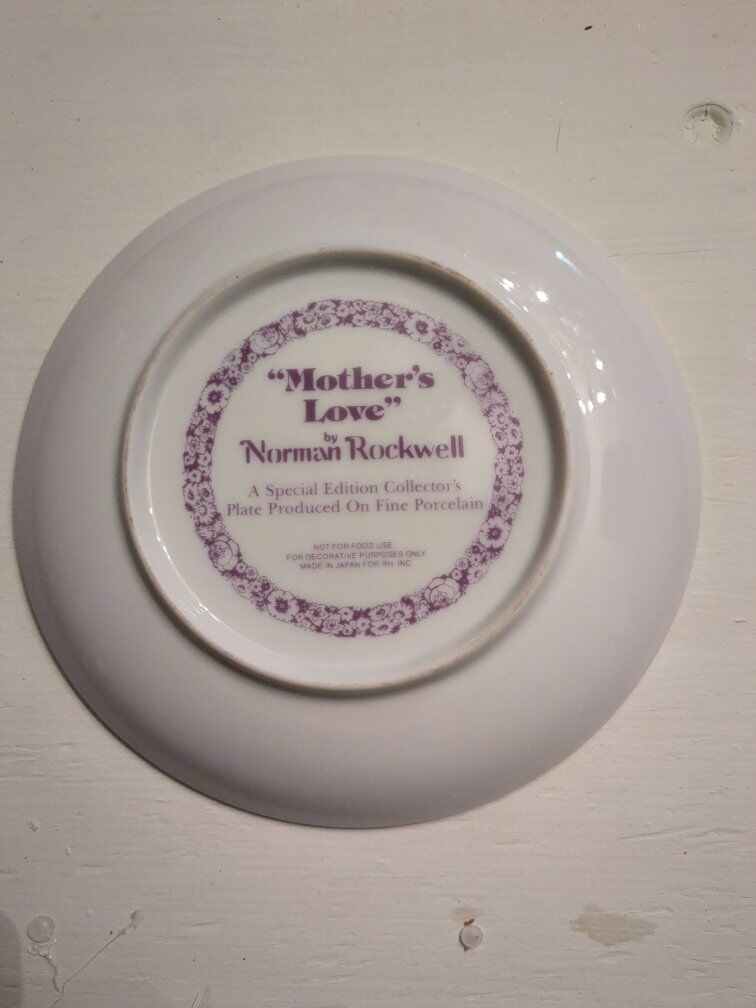 “Mother's
Love”
by
Norman Rockwell
A Special Edition Collector's
Plate Produced On Fine Porcelain
NOT FOR FOOD USE
FOR DECORATIVE PURPOSES ONLY
MADE IN JAPAN FOR RH. INC